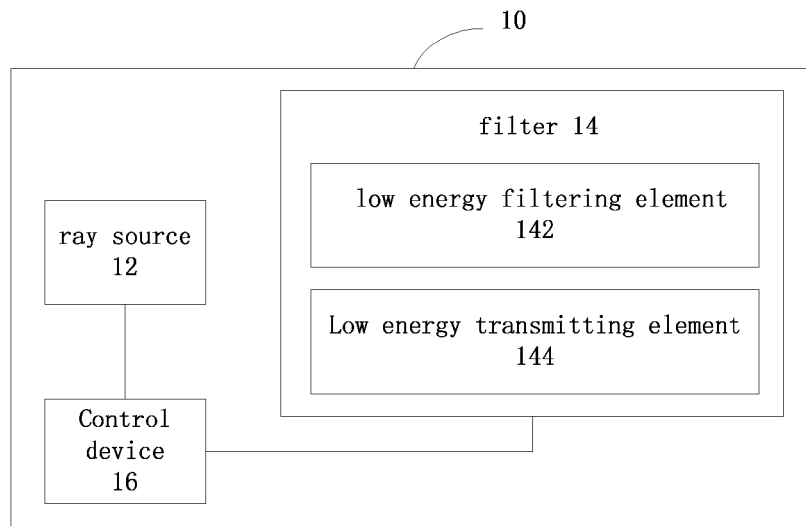 10
filter 14
low energy filtering element
142
ray source
12
Low energy transmitting element
144
Control
device
16